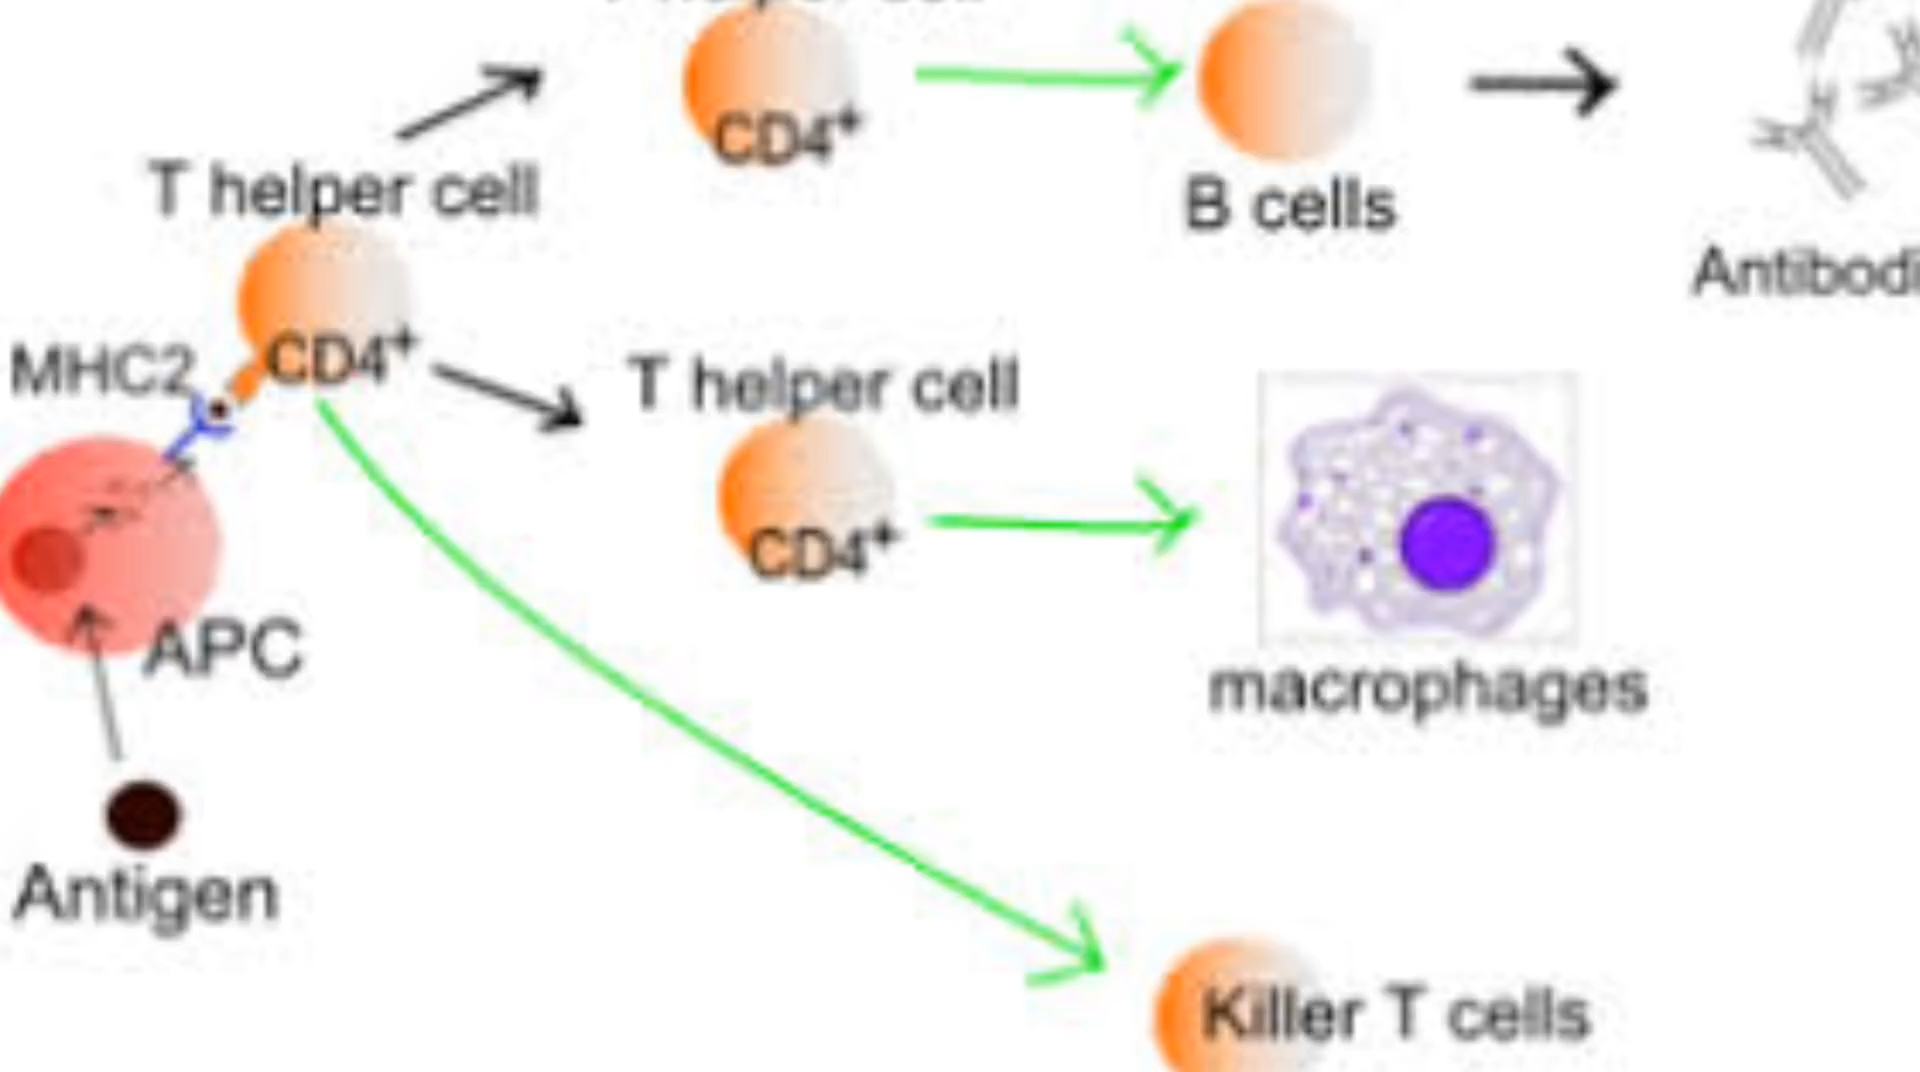 CD4+
T helper cell
B cells
Antibodi
CD4+
MHC2
T helper cell
CD4+
APC
macrophages
Antigen
Killer T cells